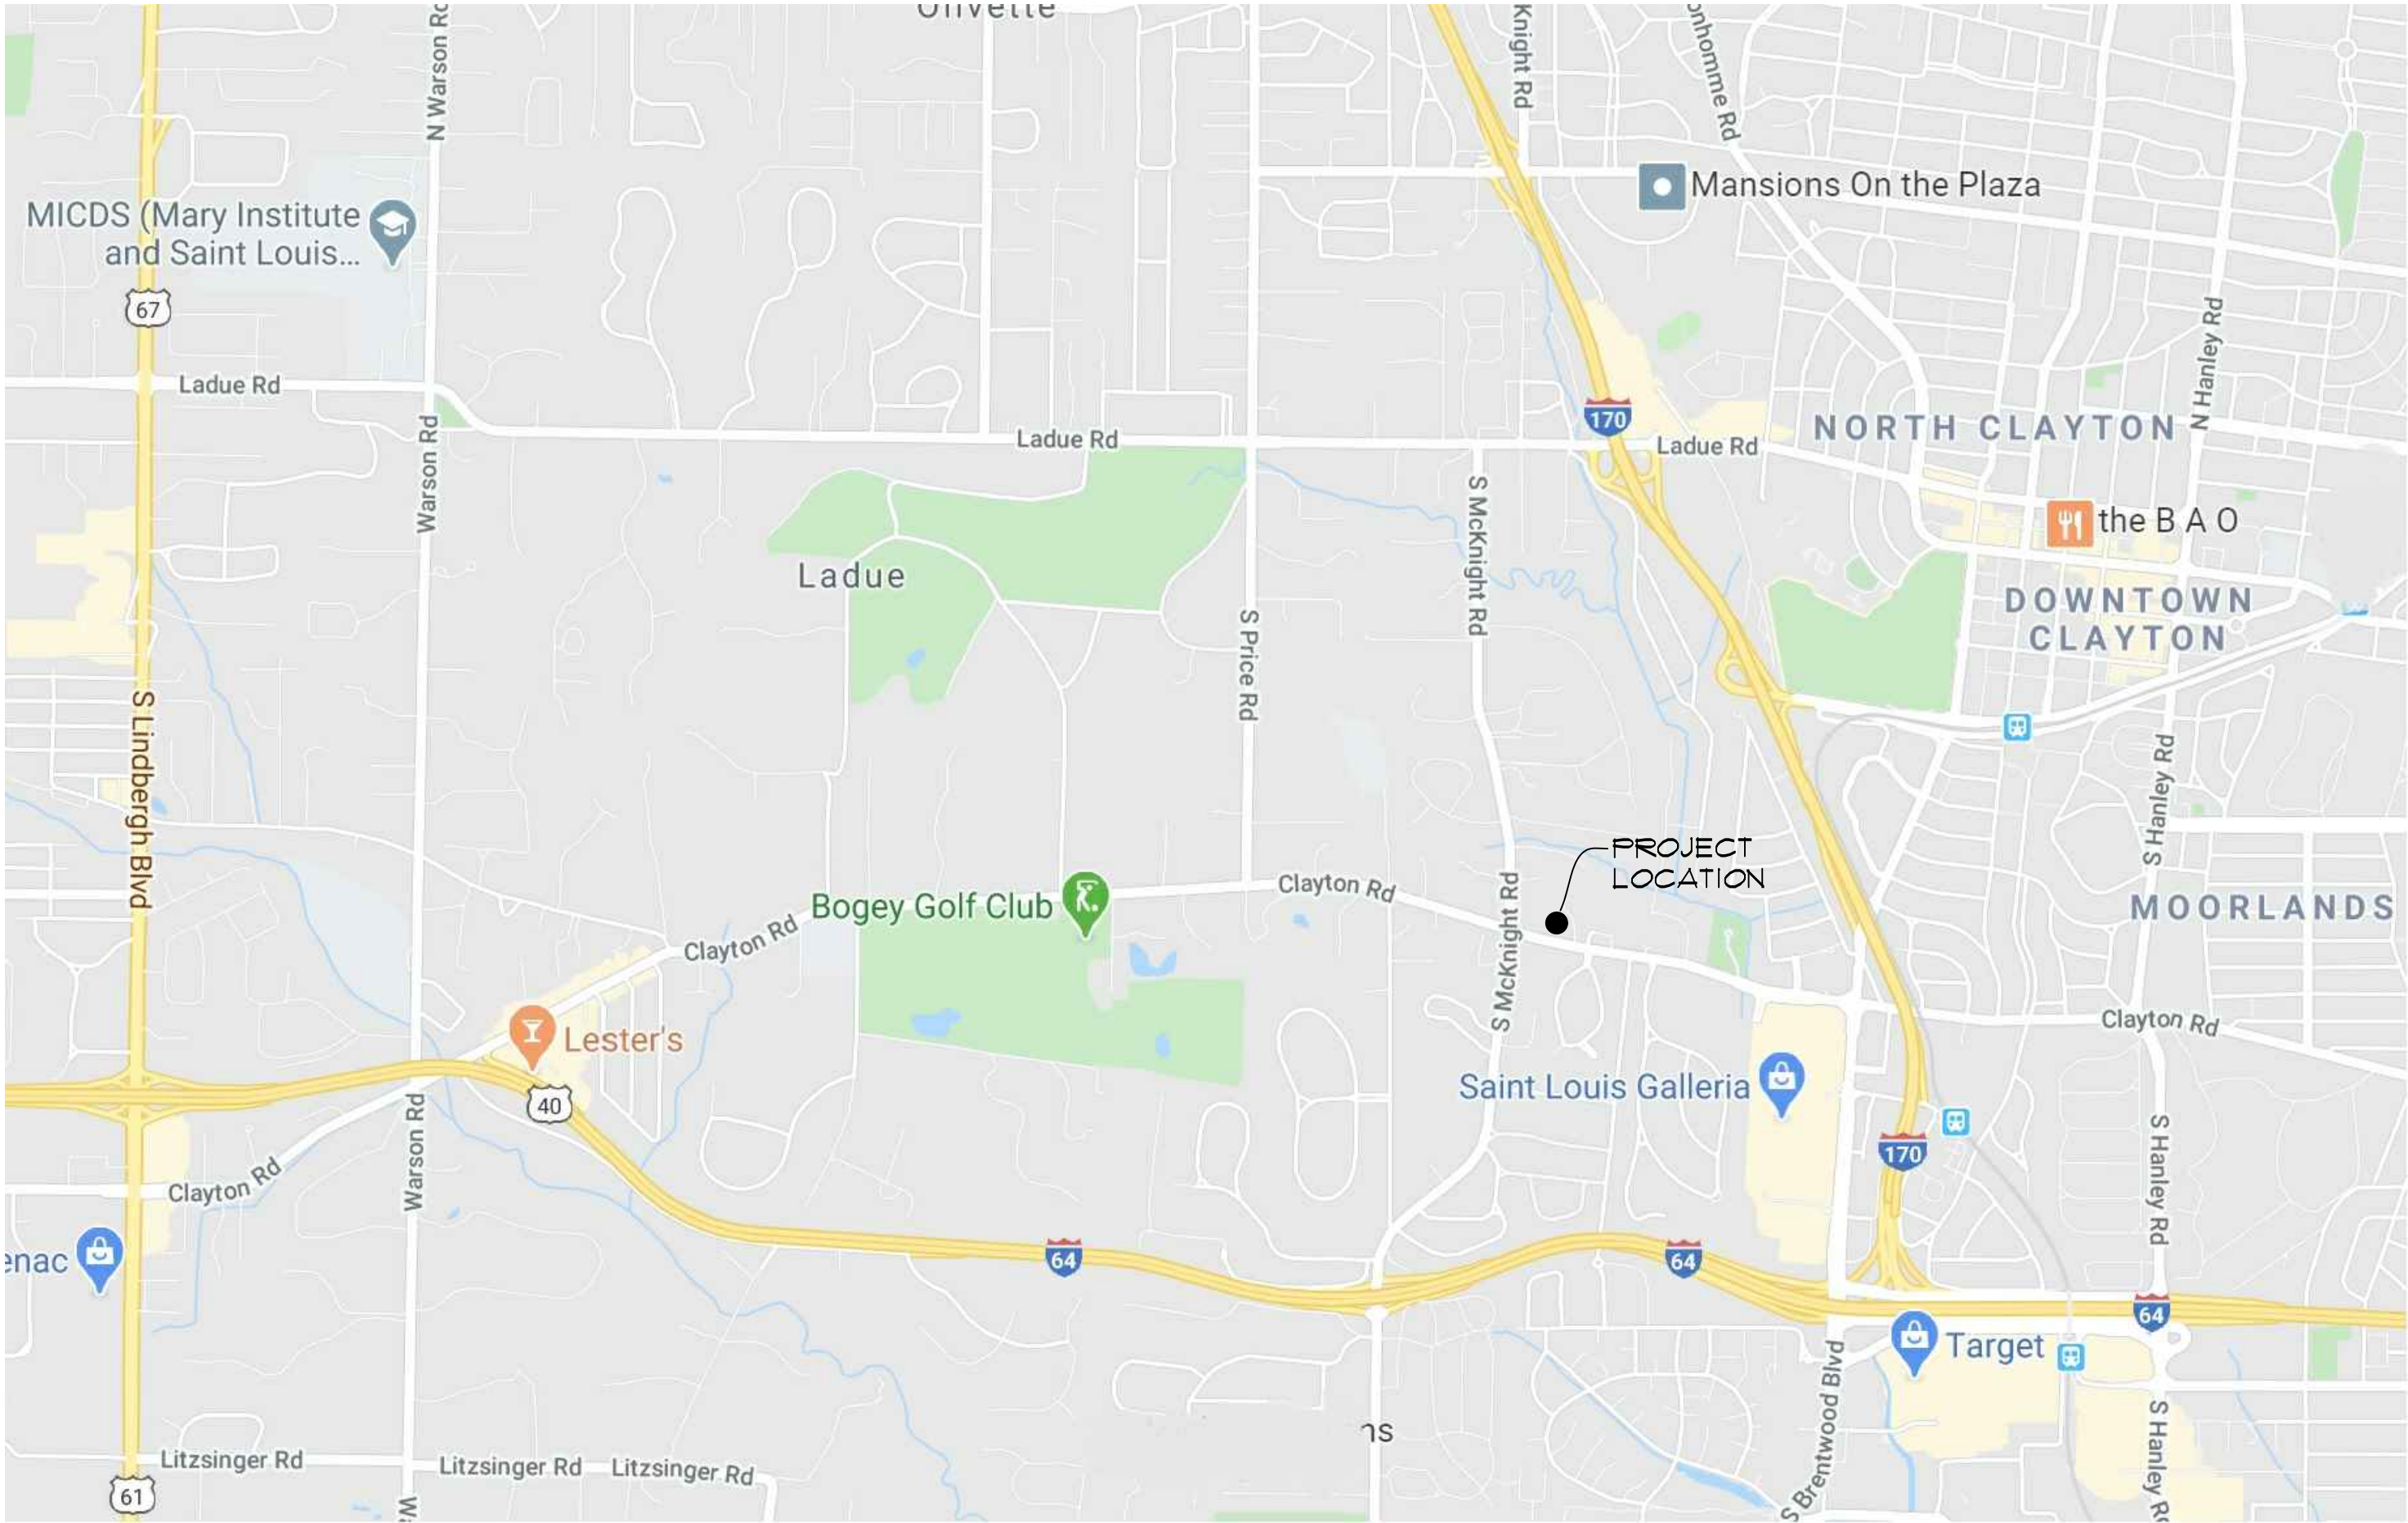 Olivette
N Warson Rd
Knight Rd
onhomme Rd
Mansions On the Plaza
MICDS (Mary Institute
and Saint Louis...
67
N Hanley Rd
Ladue Rd
Warson Rd
Ladue Rd
170
Ladue Rd
NORTH CLAYTON
the B A O
S McKnight Rd
Ladue
DOWNTOWN
CLAYTON
S Price Rd
S Lindbergh Blvd
S Hanley Rd
PROJECT
LOCATION
Clayton Rd
Bogey Golf Club
S McKnight Rd
MOORLANDS
Clayton Rd
Clayton Rd
Lester's
Saint Louis Galleria
40
Warson Rd
170
S Hanley Rd
Clayton Rd
enac
64
64
64
Target
S Brentwood Blvd
ns
Litzsinger Rd
Litzsinger Rd
Litzsinger Rd
S Hanley Rd
61
Wa